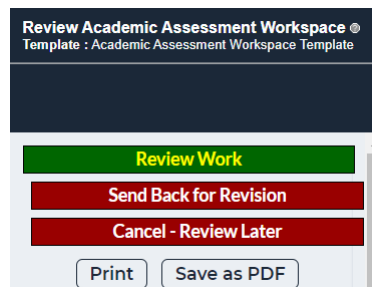 Review Academic Assessment Workspace
Template : Academic Assessment Workspace Template
Review Work
Send Back for Revision
Cancel - Review Later
Print Save as PDF